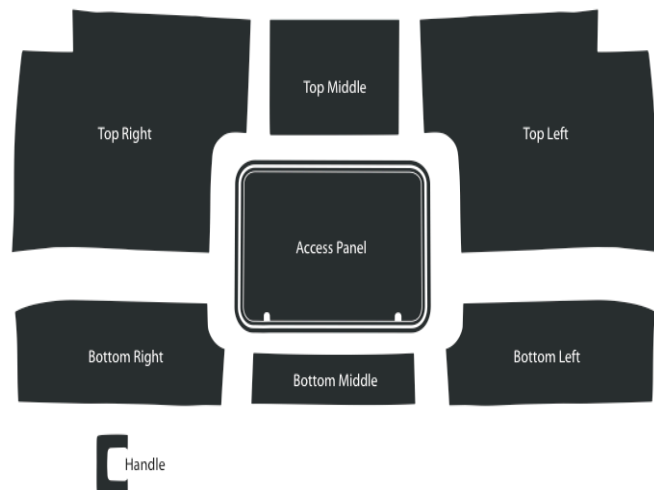 Top Middle
Top Right
Top Left
Access Panel
Bottom Right
Bottom Left
Bottom Middle
Handle